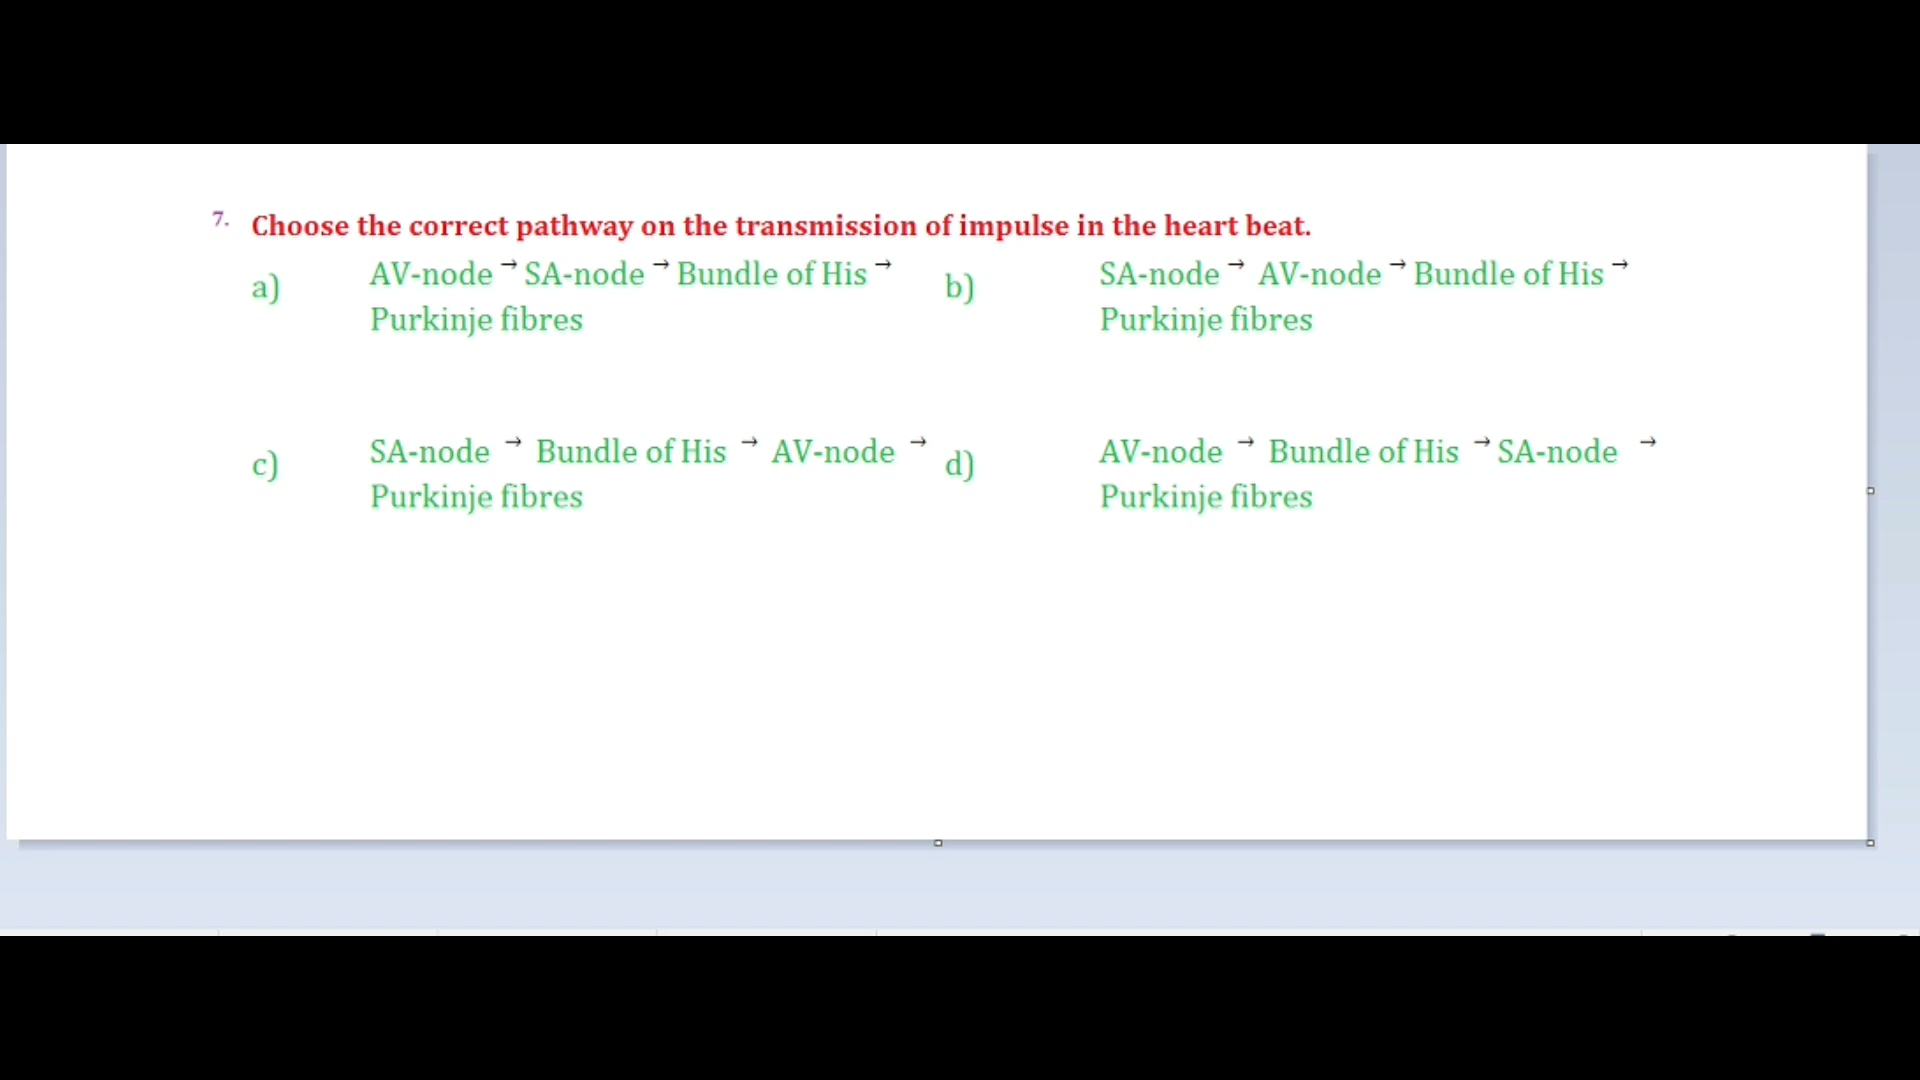 7. Choose the correct pathway on the transmission of impulse in the heart beat.
a) AV-node → SA-node → Bundle of His →
Purkinje fibres
b) SA-node → AV-node → Bundle of His →
Purkinje fibres
c) SA-node → Bundle of His → AV-node →
Purkinje fibres
d) AV-node → Bundle of His → SA-node →
Purkinje fibres